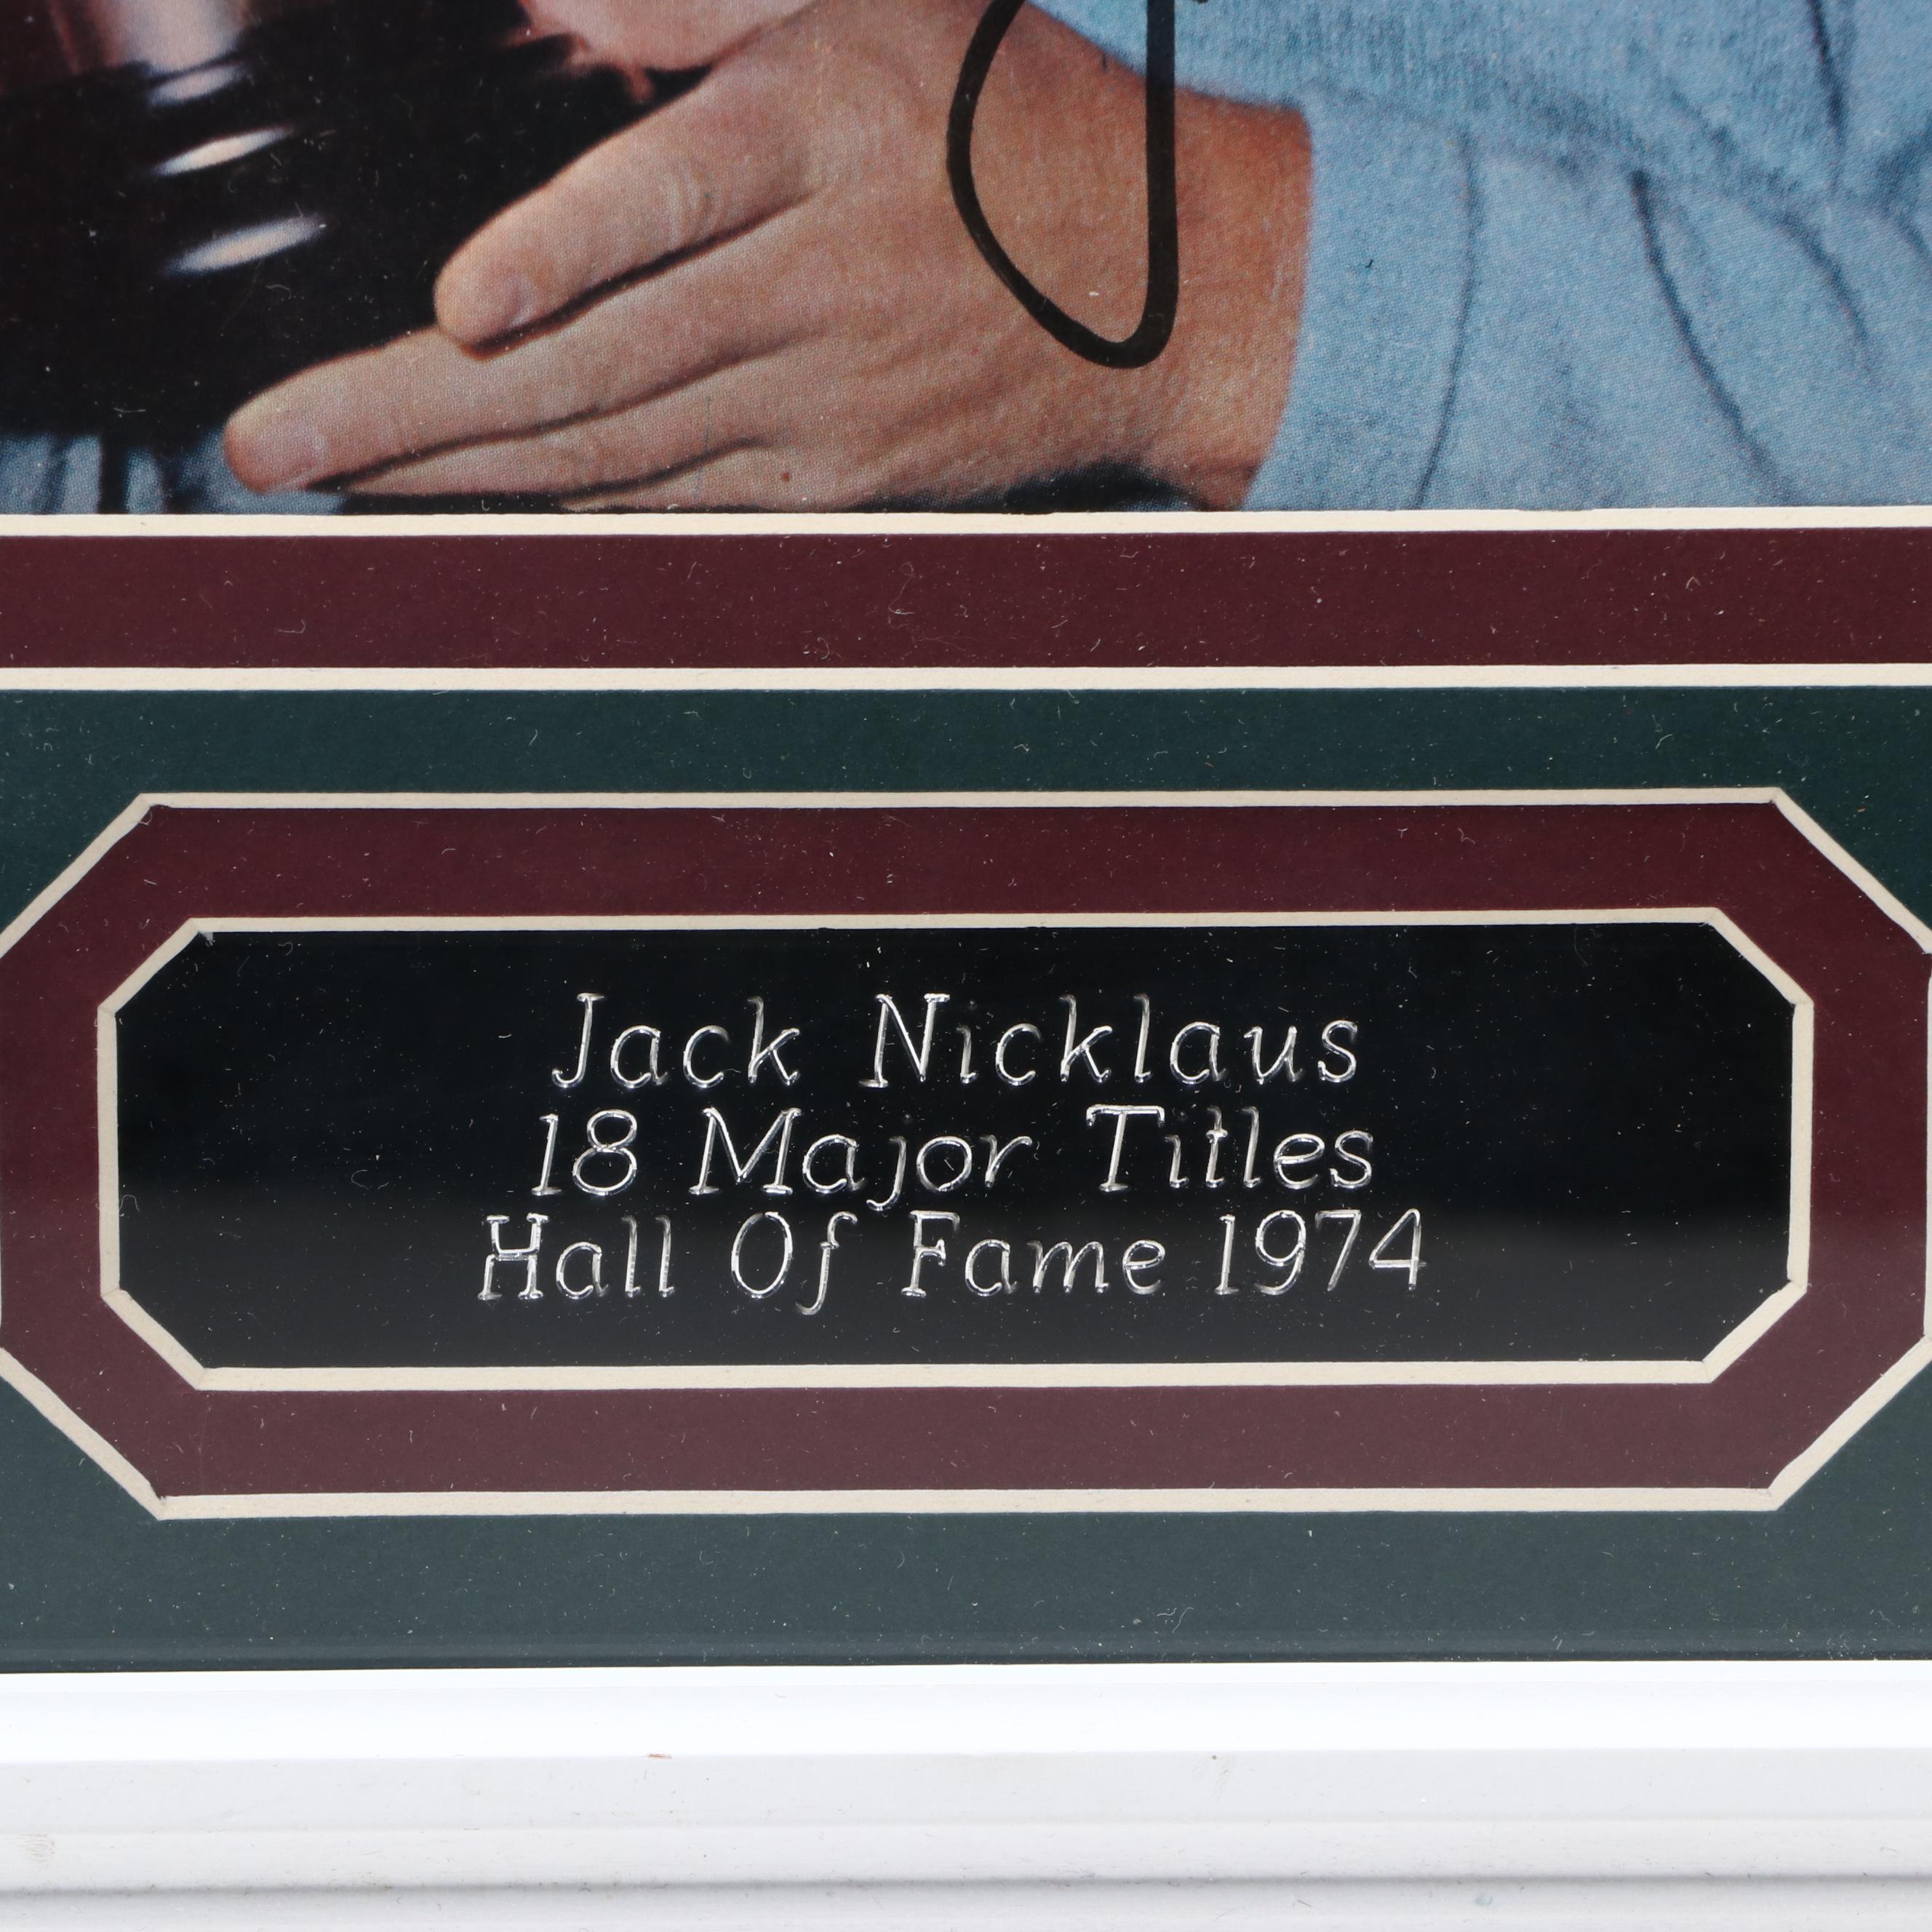 Jack Nicklaus
18 Major Titles
Hall Of Fame 1974